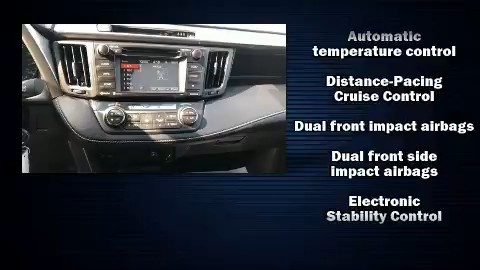 Automatic
temperature control
Distance-Pacing
Cruise Control
Dual front impact airbags
Dual front side
impact airbags
Electronic
Stability Control